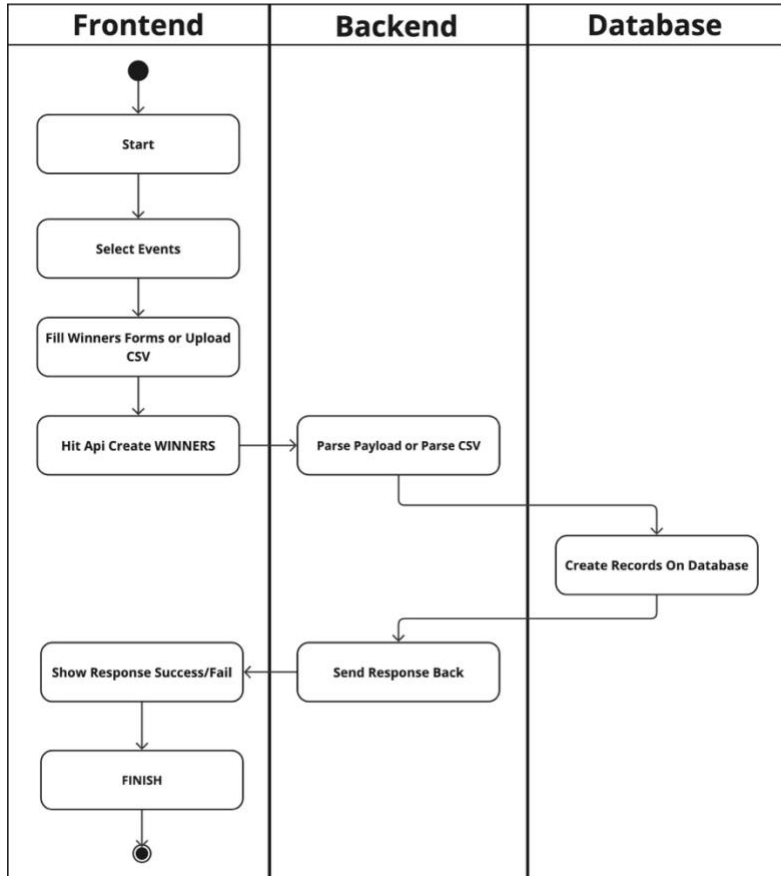 Frontend
Backend
Database
Start
Select Events
Fill Winners Forms or Upload
CSV
Hit Api Create WINNERS
Parse Payload or Parse CSV
Create Records On Database
Show Response Success/Fail
Send Response Back
FINISH